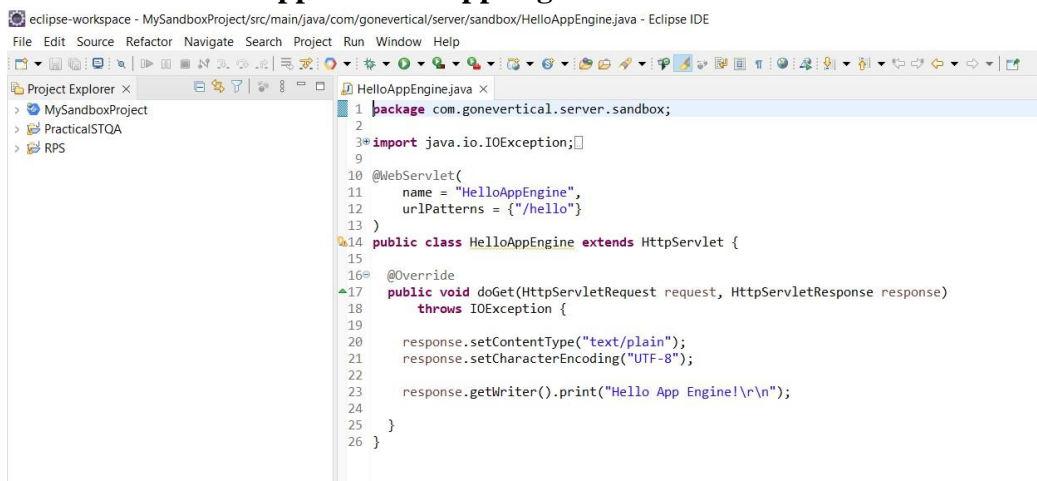 eclipse-workspace - MySandboxProject/src/main/java/com/gonevertical/server/sandbox/HelloAppEngine.java - Eclipse IDE
File Edit Source Refactor Navigate Search Project Run Window Help
Project Explorer
MySandboxProject
PracticalSTQA
RPS
HelloAppEngine.java
1 package com.gonevertical.server.sandbox;
2
3 import java.io.IOException;
9
10 @WebServlet(
11 name = "HelloAppEngine",
12 urlPatterns = {"/hello"}
13 )
14 public class HelloAppEngine extends HttpServlet {
15
16 @Override
17 public void doGet(HttpServletRequest request, HttpServletResponse response)
18 throws IOException {
19
20 response.setContentType("text/plain");
21 response.setCharacterEncoding("UTF-8");
22
23 response.getWriter().print("Hello App Engine!\r\n");
24
25 }
26 }